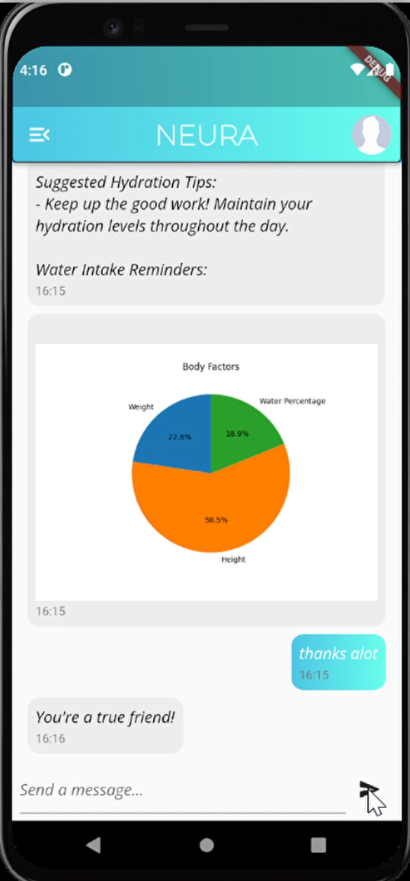 4:16
DEBUG
NEURA
Suggested Hydration Tips:
- Keep up the good work! Maintain your
hydration levels throughout the day.
Water Intake Reminders:
16:15
Body Factors
Weight
Water Percentage
22.6%
18.9%
58.5%
Height
16:15
thanks alot
16:15
You're a true friend!
16:16
Send a message...